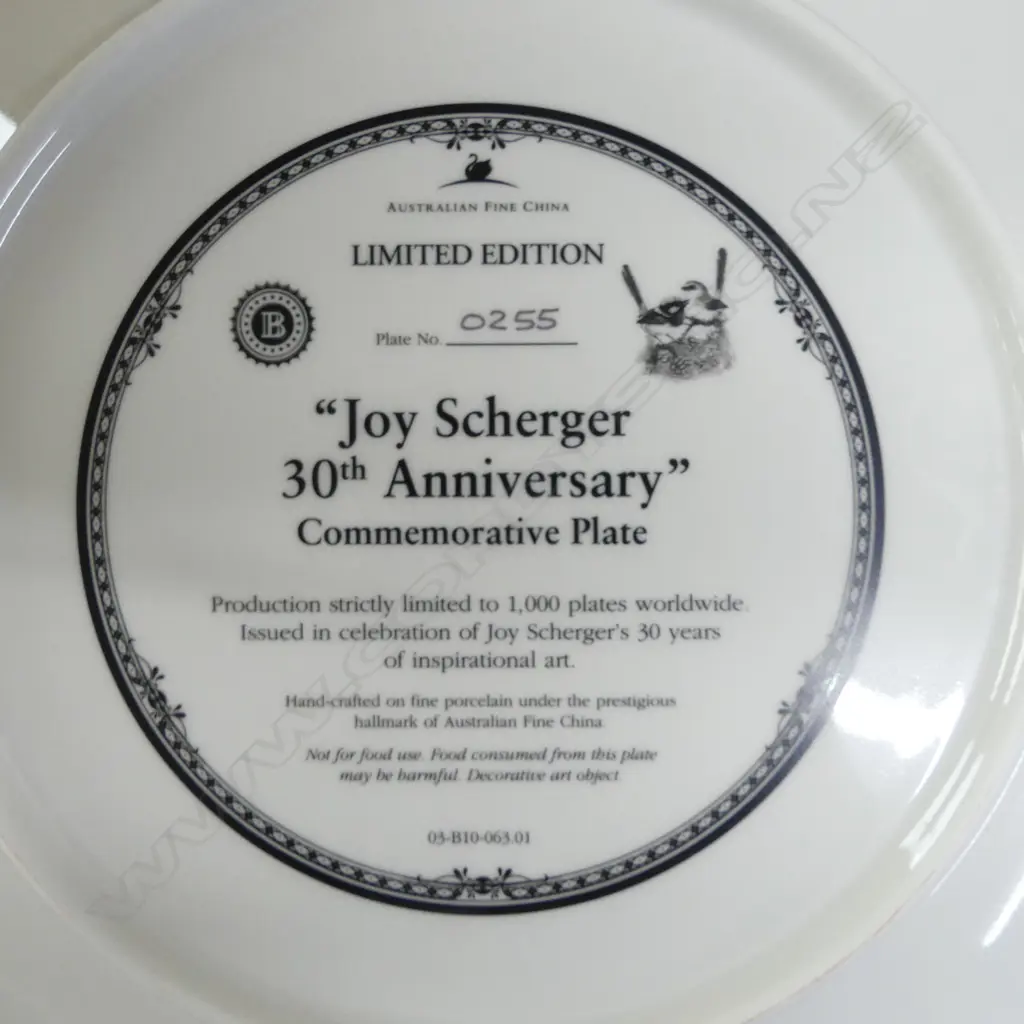 AUSTRALIAN FINE CHINA
LIMITED EDITION
B
Plate No. 0255
“Joy Scherger
30th Anniversary”
Commemorative Plate
Production strictly limited to 1,000 plates worldwide.
Issued in celebration of Joy Scherger's 30 years
of inspirational art.
Hand-crafted on fine porcelain under the prestigious
hallmark of Australian Fine China.
Not for food use. Food consumed from this plate
may be harmful. Decorative art object
03-B10-063.01